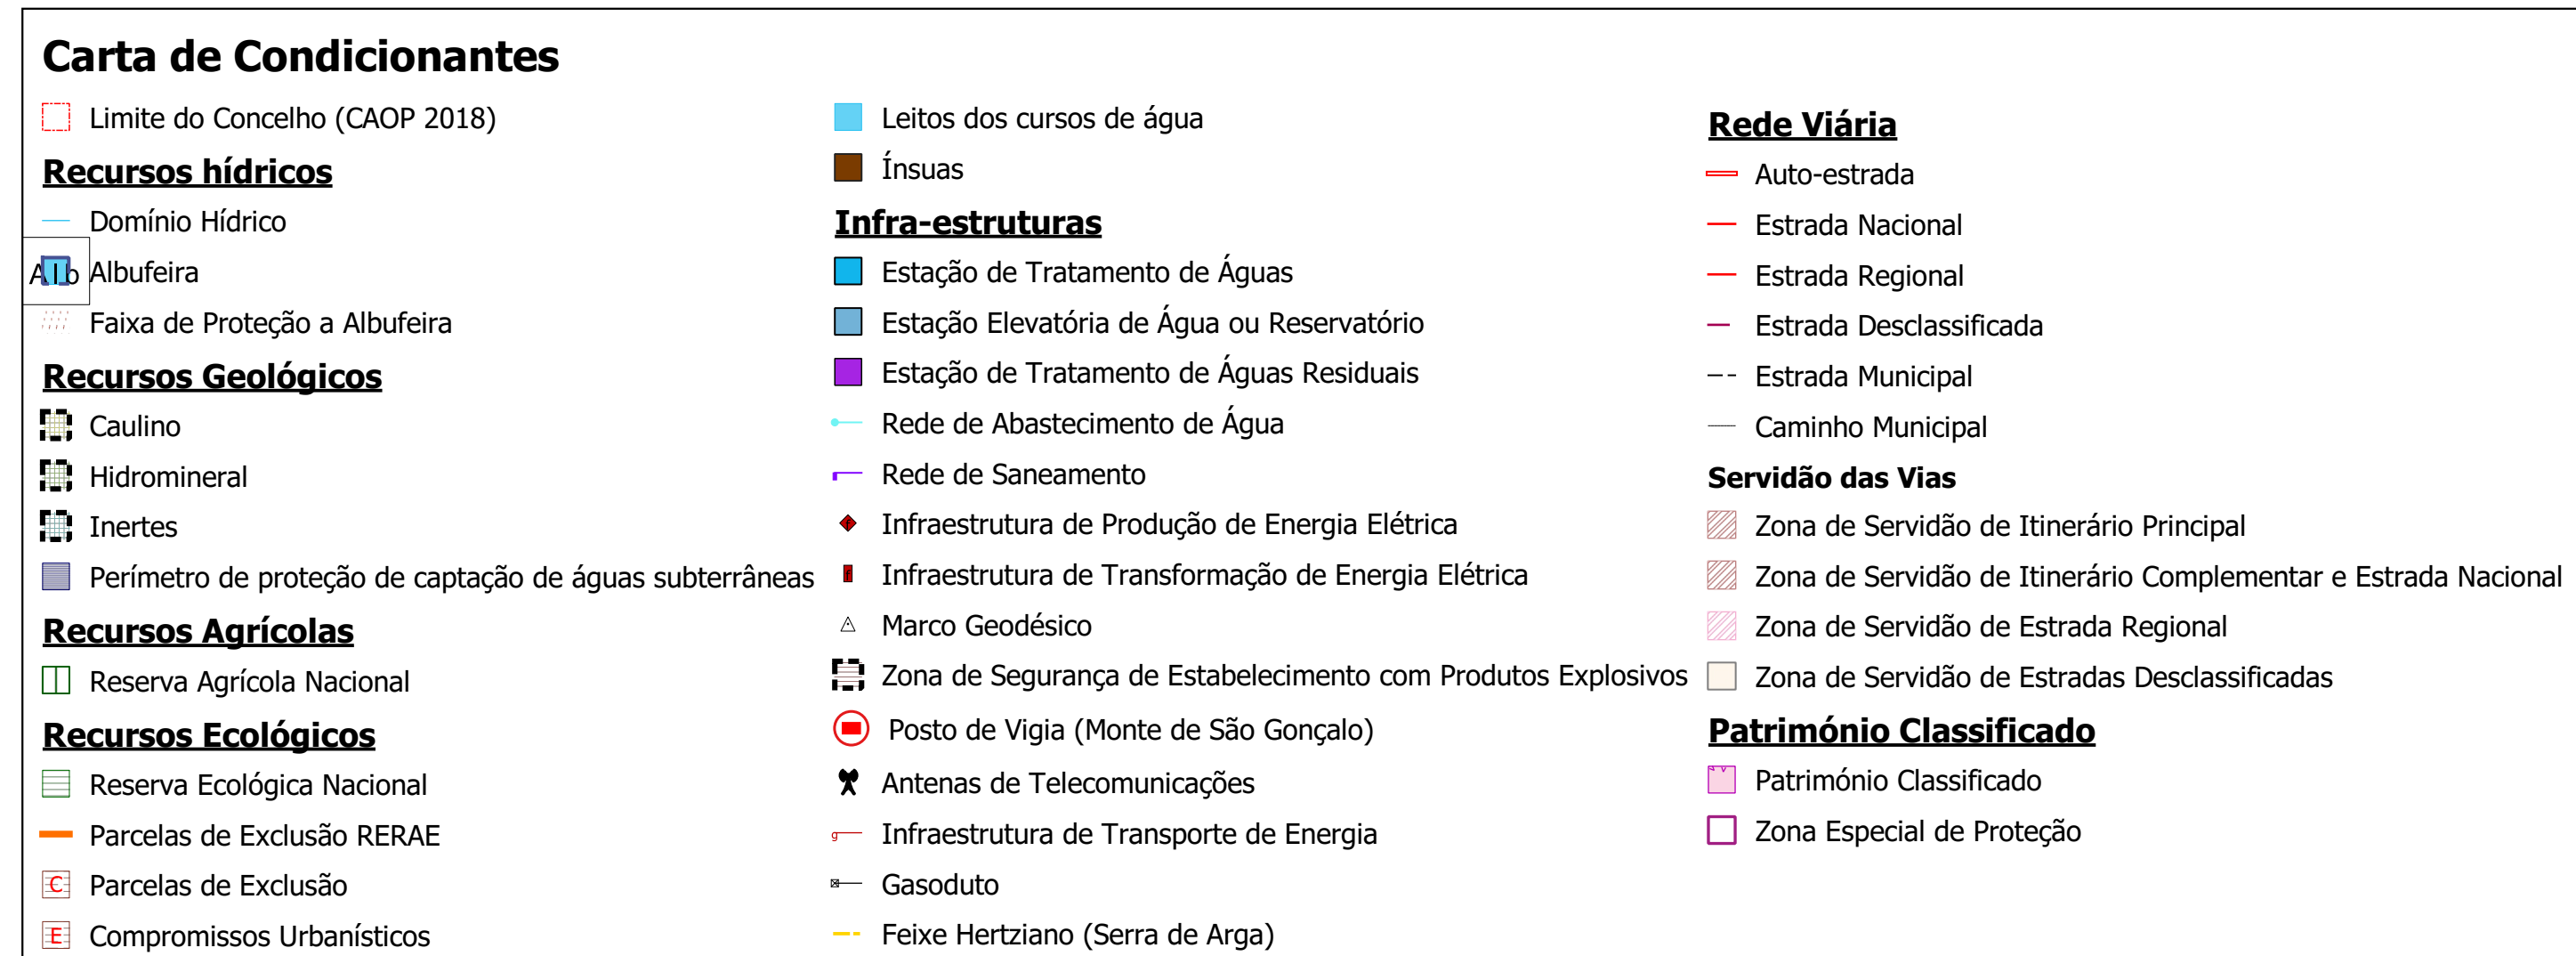 Carta de Condicionantes
Limite do Concelho (CAOP 2018)
Recursos hídricos
Domínio Hídrico
Alb Albufeira
Faixa de Proteção a Albufeira
Recursos Geológicos
Caulino
Hidromineral
Inertes
Perímetro de proteção de captação de águas subterrâneas
Recursos Agrícolas
Reserva Agrícola Nacional
Recursos Ecológicos
Reserva Ecológica Nacional
Parcelas de Exclusão RERAE
C Parcelas de Exclusão
E Compromissos Urbanísticos
Leitos dos cursos de água
Ínsuas
Infra-estruturas
Estação de Tratamento de Águas
Estação Elevatória de Água ou Reservatório
Estação de Tratamento de Águas Residuais
Rede de Abastecimento de Água
Rede de Saneamento
Infraestrutura de Produção de Energia Elétrica
Infraestrutura de Transformação de Energia Elétrica
Marco Geodésico
Zona de Segurança de Estabelecimento com Produtos Explosivos
Posto de Vigia (Monte de São Gonçalo)
Antenas de Telecomunicações
g Infraestrutura de Transporte de Energia
Gasoduto
Feixe Hertziano (Serra de Arga)
Rede Viária
Auto-estrada
Estrada Nacional
Estrada Regional
Estrada Desclassificada
Estrada Municipal
Caminho Municipal
Servidão das Vias
Zona de Servidão de Itinerário Principal
Zona de Servidão de Itinerário Complementar e Estrada Nacional
Zona de Servidão de Estrada Regional
Zona de Servidão de Estradas Desclassificadas
Património Classificado
Património Classificado
Zona Especial de Proteção